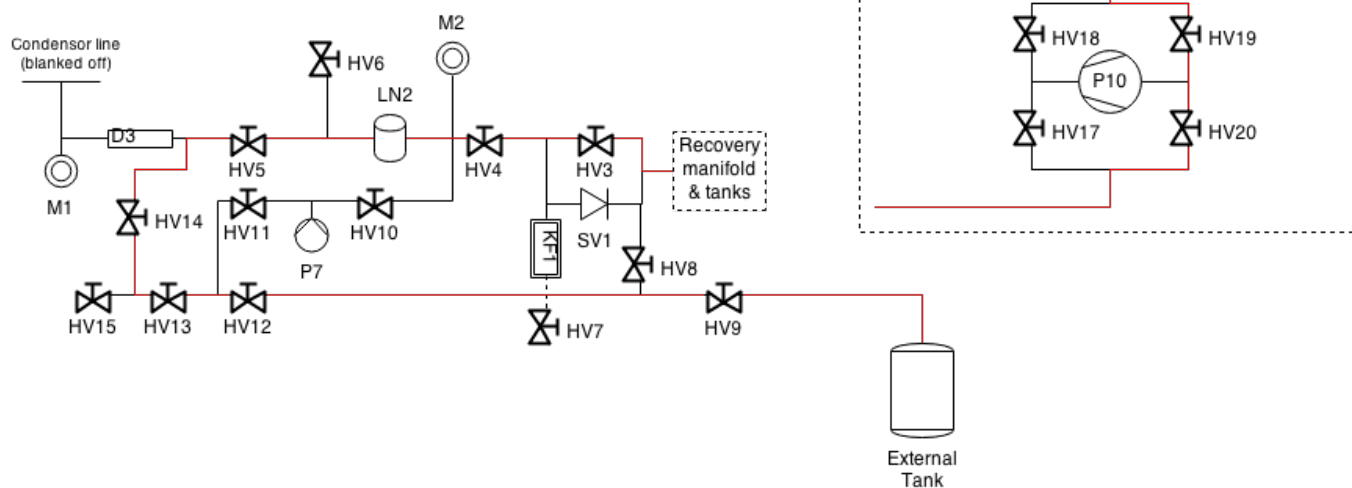 M2
Condensor line
(blanked off)
HV6
LN2
D3
HV5
HV4
HV3
Recovery
manifold
& tanks
M1
HV14
HV11
HV10
P7
KF1
SV1
HV8
HV15
HV13
HV12
HV7
HV9
External
Tank
HV18
HV19
P10
HV17
HV20